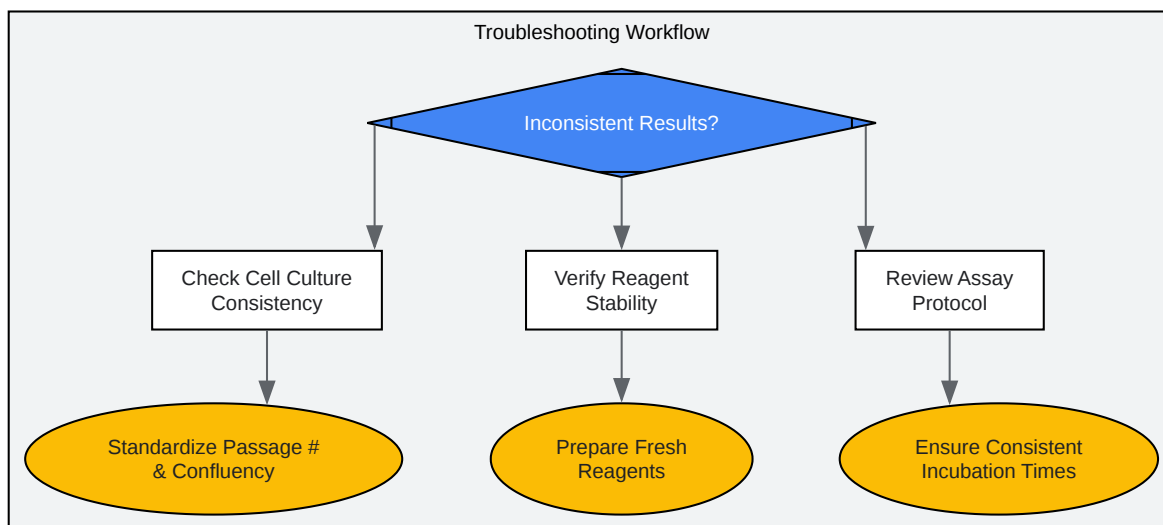 Troubleshooting Workflow
Inconsistent Results?
Check Cell Culture
Consistency
Verify Reagent
Stability
Review Assay
Protocol
Standardize Passage #
& Confluency
Prepare Fresh
Reagents
Ensure Consistent
Incubation Times